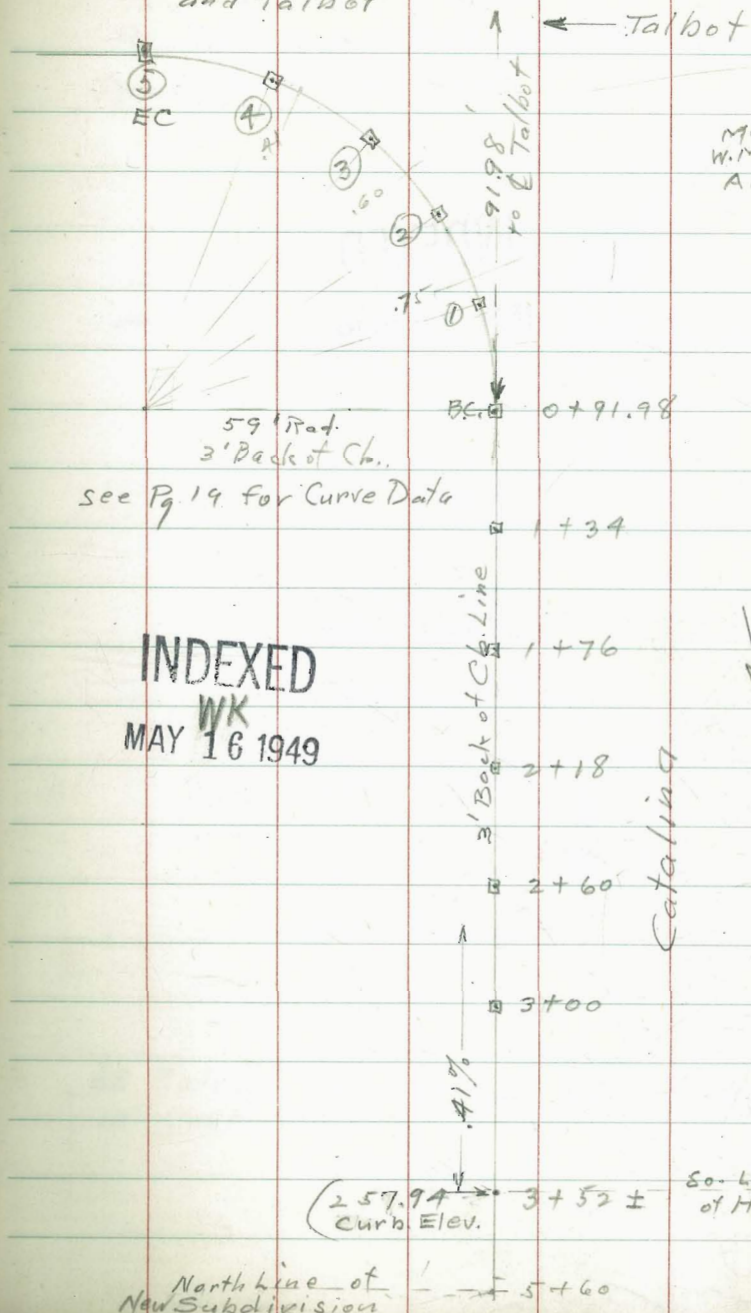 and Talbot
Talbot
91.98' to ℄ Talbot
5
EC
4
3
.60
2
.75
1
B.C. 0+91.98
59' Rad.
3' Back of Cb.
see Pg. 19 for Curve Data
1+34
3' Back of Cb. Line
1+76
INDEXED
WK
MAY 16 1949
2+18
Catalina
2+60
3+00
.41%
257.94 3+52 ±
Curb Elev.
So. L
of H
North Line of 5+60
New Subdivision